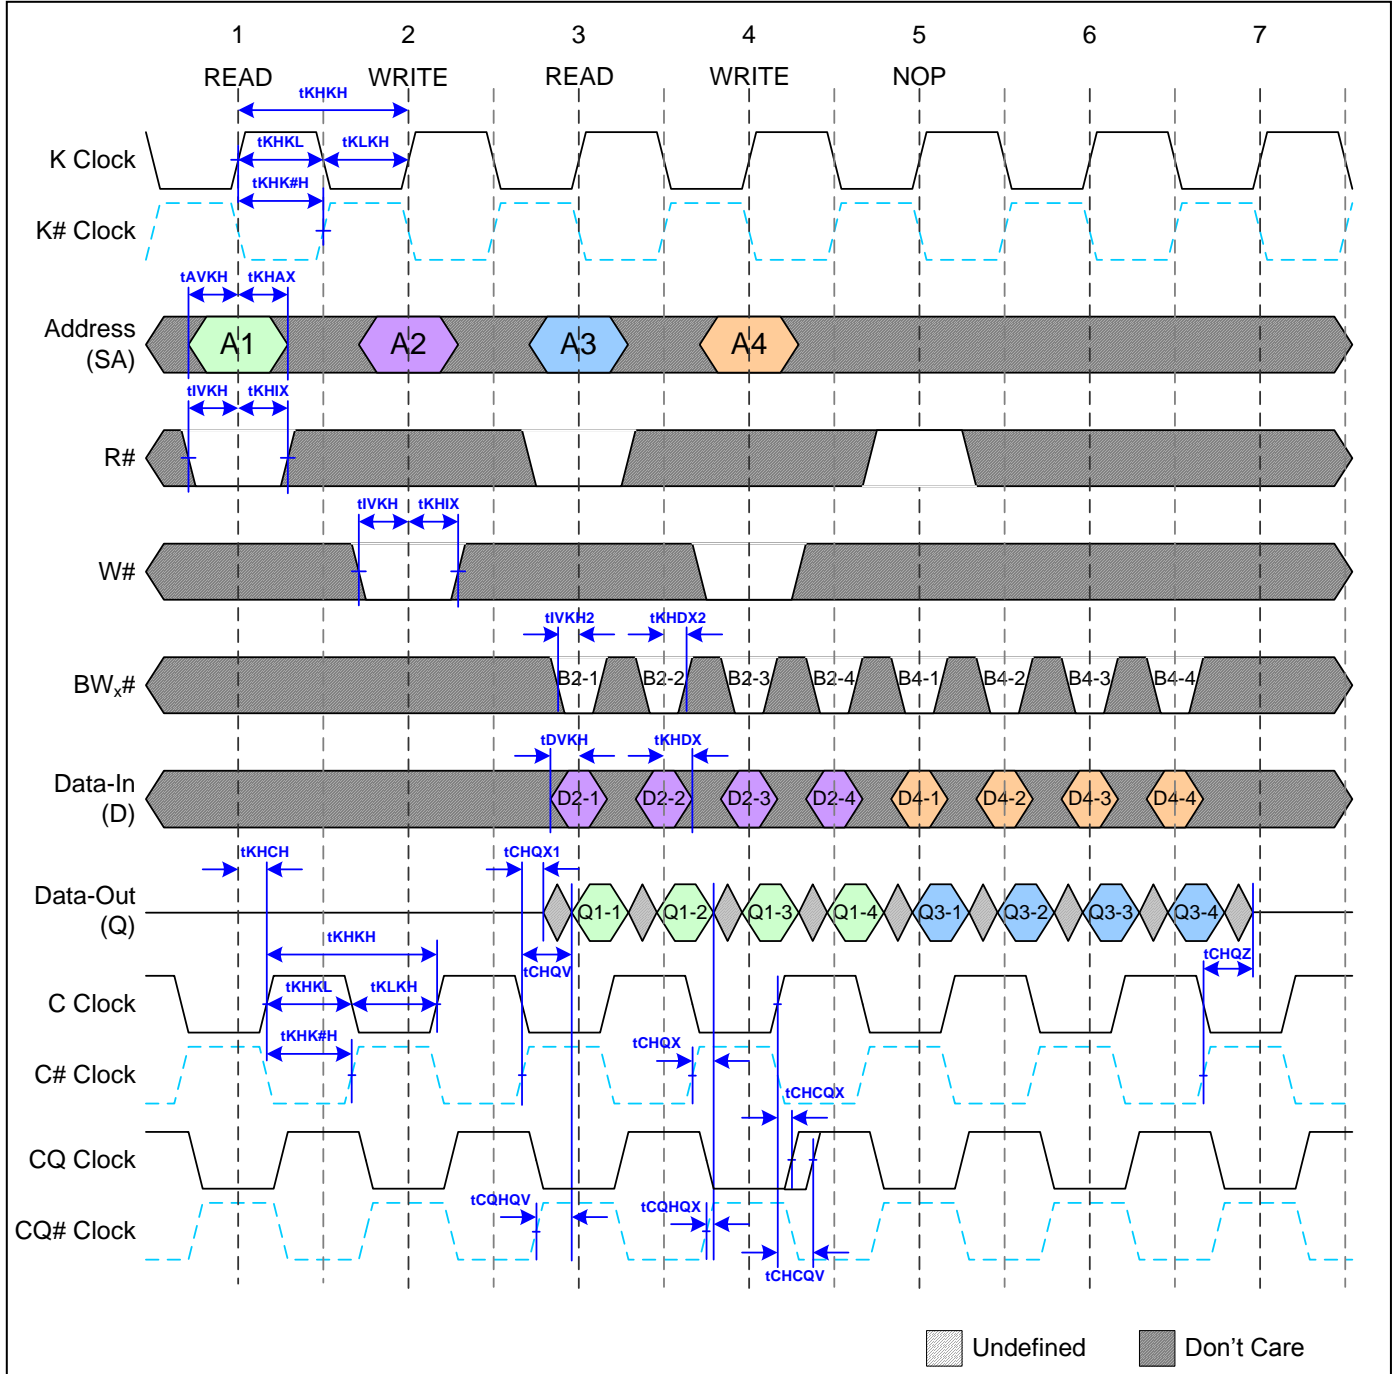 1 2 3 4 5 6 7
READ WRITE READ WRITE NOP
tKHKH
K Clock tKHKL tKLKH
tKHK#H
K# Clock
tAVKH tKHAX
Address (SA) A1 A2 A3 A4
tIVKH tKHIX
R#
tIVKH tKHIX
W#
tIVKH2 tKHDX2
BWx# B2-1 B2-2 B2-3 B2-4 B4-1 B4-2 B4-3 B4-4
tDVKH tKHDX
Data-In (D) D2-1 D2-2 D2-3 D2-4 D4-1 D4-2 D4-3 D4-4
tKHCH tCHQX1
Data-Out (Q) Q1-1 Q1-2 Q1-3 Q1-4 Q3-1 Q3-2 Q3-3 Q3-4
tKHKH tCHQV tCHQZ
C Clock tKHKL tKLKH
tKHK#H tCHQX
C# Clock
tCHCQX
CQ Clock
tCQHQV tCQHQX
CQ# Clock
tCHCQV
Undefined Don't Care